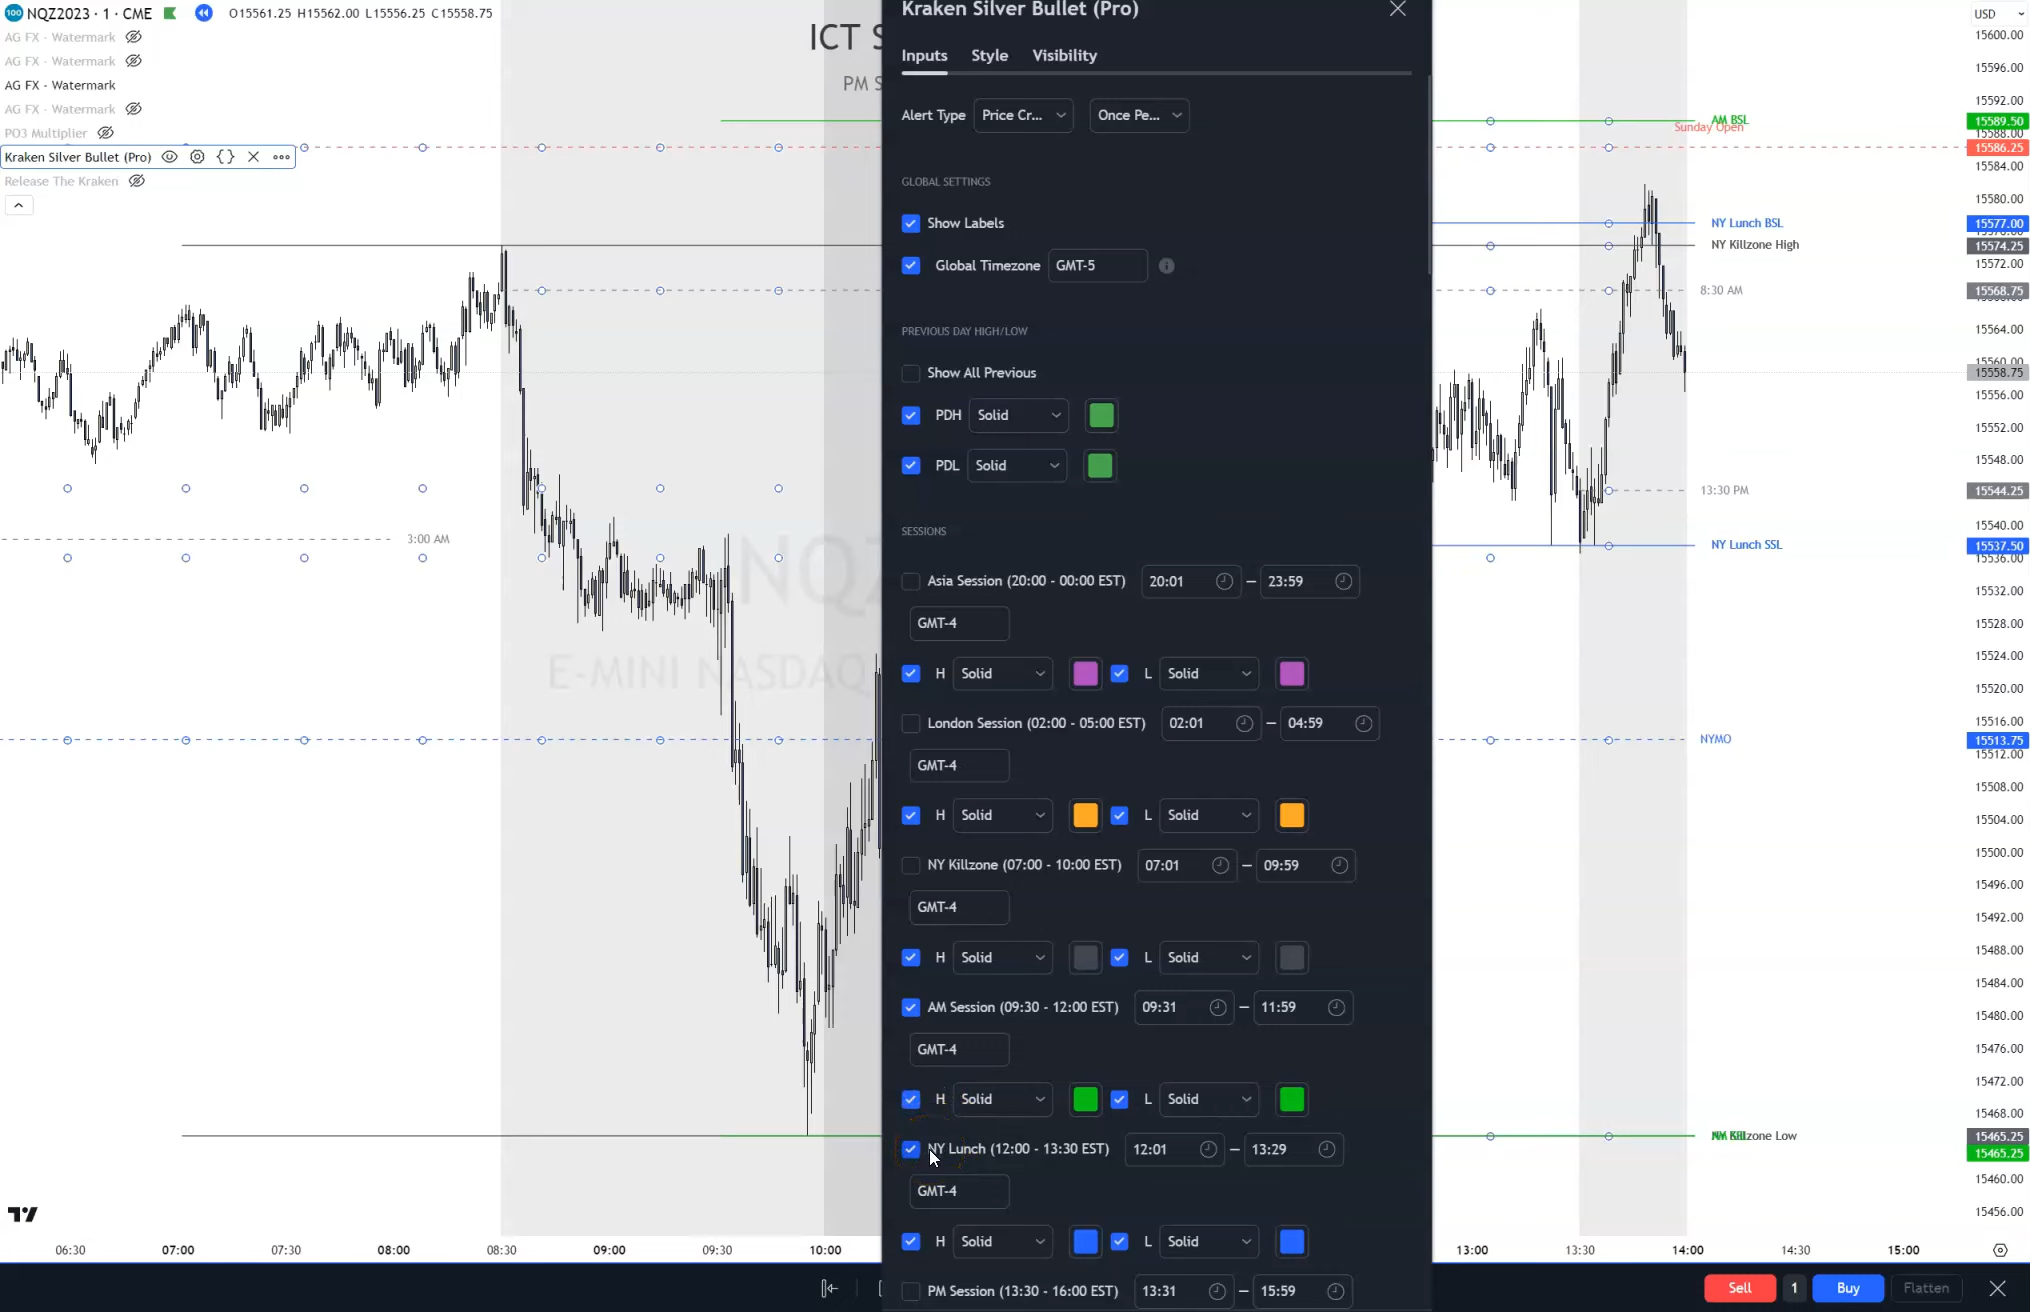 NQZ2023 · 1 · CME O15561.25 H15562.00 L15556.25 C15558.75
AG FX - Watermark
AG FX - Watermark
AG FX - Watermark
AG FX - Watermark
PO3 Multiplier
Kraken Silver Bullet (Pro)
Release The Kraken
ICT S
PM S
3:00 AM
NQZ
E-MINI NASDAQ
06:30 07:00 07:30 08:00 08:30 09:00 09:30 10:00
Kraken Silver Bullet (Pro)
Inputs Style Visibility
Alert Type Price Cr... Once Pe...
GLOBAL SETTINGS
Show Labels
Global Timezone GMT-5
PREVIOUS DAY HIGH/LOW
Show All Previous
PDH Solid
PDL Solid
SESSIONS
Asia Session (20:00 - 00:00 EST) 20:01 — 23:59
GMT-4
H Solid L Solid
London Session (02:00 - 05:00 EST) 02:01 — 04:59
GMT-4
H Solid L Solid
NY Killzone (07:00 - 10:00 EST) 07:01 — 09:59
GMT-4
H Solid L Solid
AM Session (09:30 - 12:00 EST) 09:31 — 11:59
GMT-4
H Solid L Solid
NY Lunch (12:00 - 13:30 EST) 12:01 — 13:29
GMT-4
H Solid L Solid
PM Session (13:30 - 16:00 EST) 13:31 — 15:59
AM BSL
Sunday Open
NY Lunch BSL
NY Killzone High
8:30 AM
13:30 PM
NY Lunch SSL
NYMO
Killzone Low
USD
15600.00
15596.00
15592.00
15589.50
15588.00
15586.25
15584.00
15580.00
15577.00
15574.25
15572.00
15568.75
15564.00
15560.00
15558.75
15556.00
15552.00
15548.00
15544.25
15540.00
15537.50
15536.00
15532.00
15528.00
15524.00
15520.00
15516.00
15513.75
15512.00
15508.00
15504.00
15500.00
15496.00
15492.00
15488.00
15484.00
15480.00
15476.00
15472.00
15468.00
15465.25
15465.25
15460.00
15456.00
13:00 13:30 14:00 14:30 15:00
Sell 1 Buy Flatten